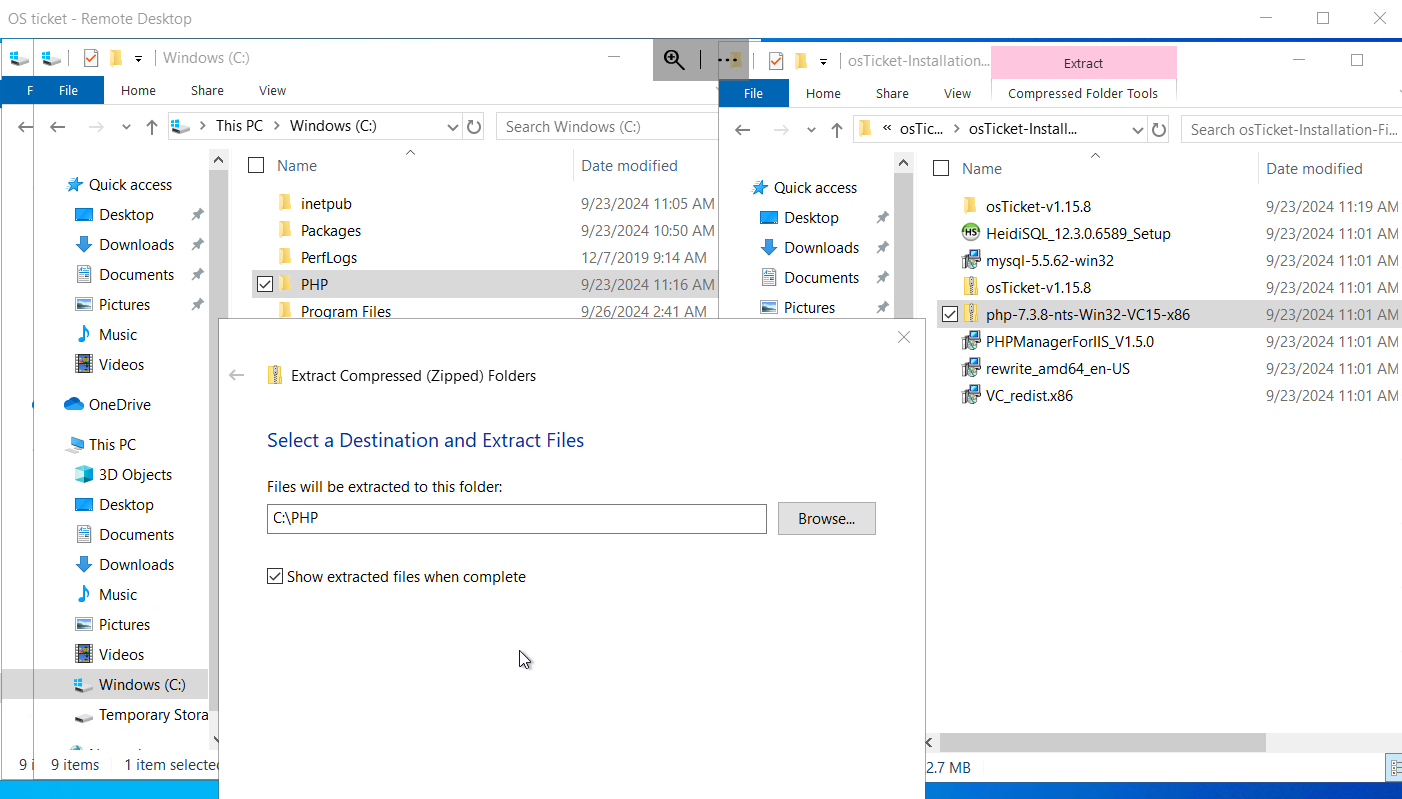 OS ticket - Remote Desktop
Windows (C:)
F
File
Home
Share
View
This PC
Windows (C:)
Search Windows (C:)
Quick access
Desktop
Downloads
Documents
Pictures
Music
Videos
OneDrive
This PC
3D Objects
Desktop
Documents
Downloads
Music
Pictures
Videos
Windows (C:)
Temporary Stora
9 i
9 items
1 item selected
Name
Date modified
inetpub
9/23/2024 11:05 AM
Packages
9/23/2024 10:50 AM
PerfLogs
12/7/2019 9:14 AM
PHP
9/23/2024 11:16 AM
Program Files
9/26/2024 2:41 AM
osTicket-Installation...
Extract
File
Home
Share
View
Compressed Folder Tools
« osTic...
osTicket-Install...
Search osTicket-Installation-Fi...
Quick access
Desktop
Downloads
Documents
Pictures
Name
Date modified
osTicket-v1.15.8
9/23/2024 11:19 AM
HeidiSQL_12.3.0.6589_Setup
9/23/2024 11:01 AM
mysql-5.5.62-win32
9/23/2024 11:01 AM
osTicket-v1.15.8
9/23/2024 11:01 AM
php-7.3.8-nts-Win32-VC15-x86
9/23/2024 11:01 AM
PHPManagerForIIS_V1.5.0
9/23/2024 11:01 AM
rewrite_amd64_en-US
9/23/2024 11:01 AM
VC_redist.x86
9/23/2024 11:01 AM
2.7 MB
Extract Compressed (Zipped) Folders
Select a Destination and Extract Files
Files will be extracted to this folder:
C:\PHP
Browse...
Show extracted files when complete